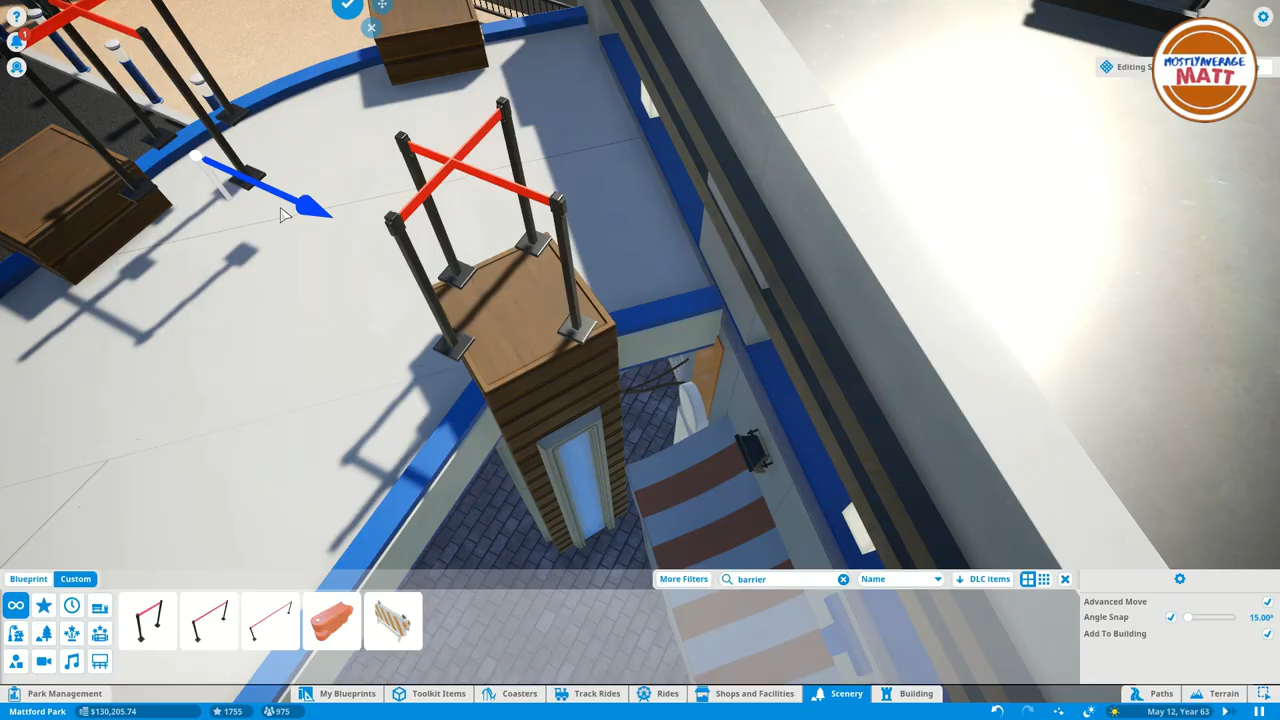 ?
1
Editing S
MOSTLYAVERAGE
MATT
Blueprint
Custom
More Filters
barrier
Name
DLC items
Advanced Move
Angle Snap
15.00°
Add To Building
Park Management
My Blueprints
Toolkit Items
Coasters
Track Rides
Rides
Shops and Facilities
Scenery
Building
Paths
Terrain
Mattford Park
$130,205.74
1755
975
May 12, Year 63